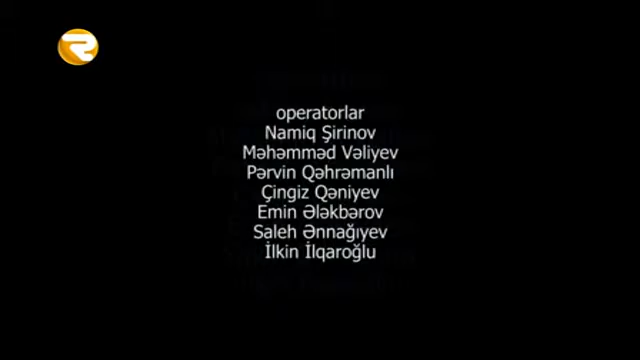 operatorlar
Namiq Şirinov
Məhəmməd Vəliyev
Pərvin Qəhrəmanlı
Çingiz Qəniyev
Emin Ələkbərov
Saleh Ənnağıyev
İlkin İlqaroğlu